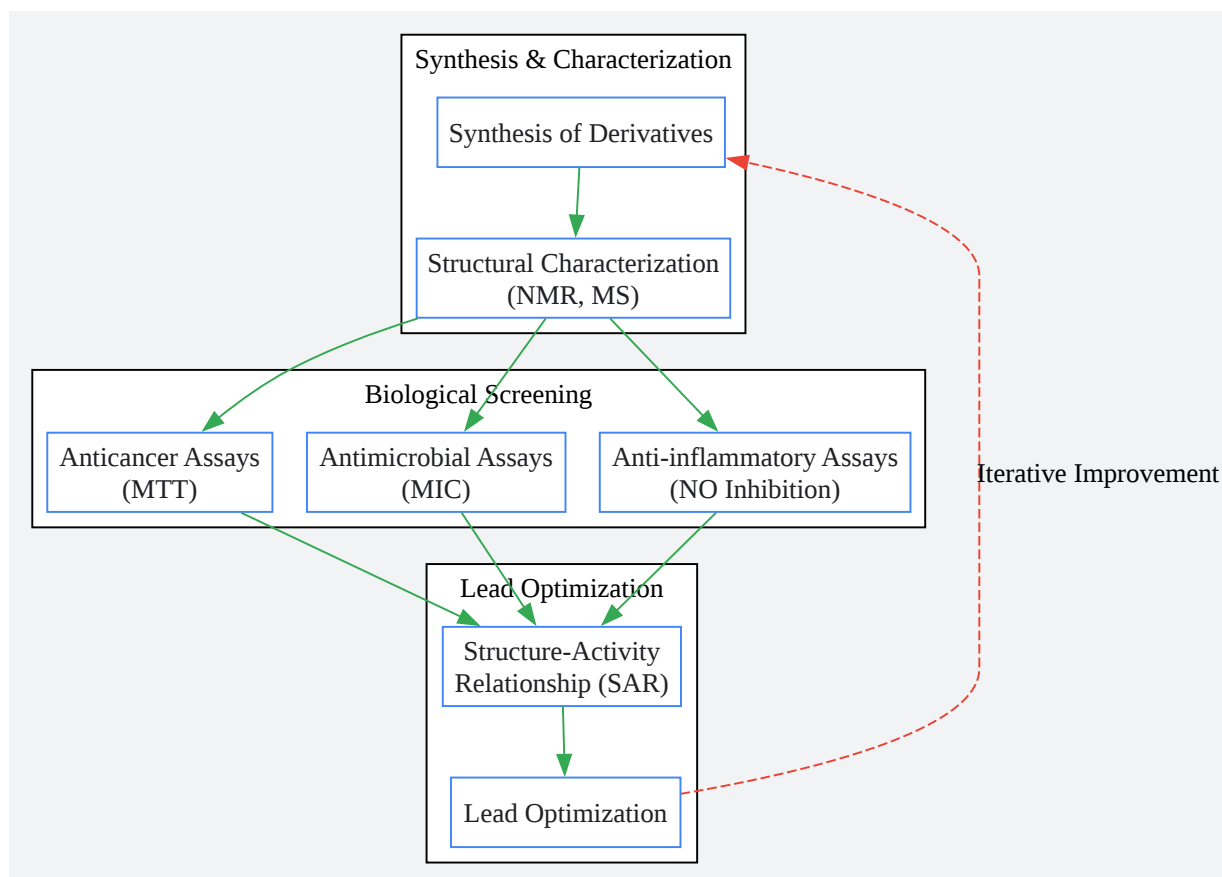 Synthesis & Characterization
Synthesis of Derivatives
Structural Characterization
(NMR, MS)
Biological Screening
Anticancer Assays
(MTT)
Antimicrobial Assays
(MIC)
Anti-inflammatory Assays
(NO Inhibition)
Iterative Improvement
Lead Optimization
Structure-Activity
Relationship (SAR)
Lead Optimization